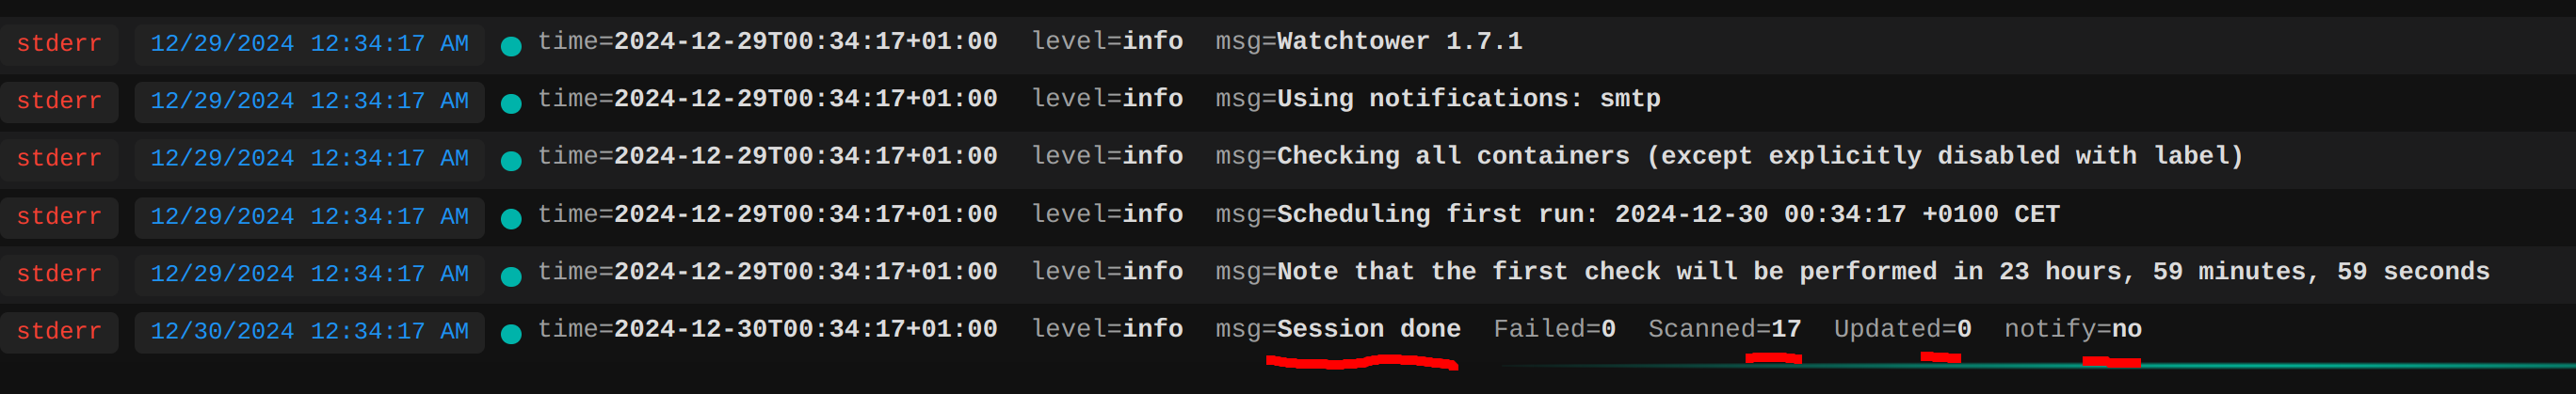 stderr 12/29/2024 12:34:17 AM time=2024-12-29T00:34:17+01:00 level=info msg=Watchtower 1.7.1
stderr 12/29/2024 12:34:17 AM time=2024-12-29T00:34:17+01:00 level=info msg=Using notifications: smtp
stderr 12/29/2024 12:34:17 AM time=2024-12-29T00:34:17+01:00 level=info msg=Checking all containers (except explicitly disabled with label)
stderr 12/29/2024 12:34:17 AM time=2024-12-29T00:34:17+01:00 level=info msg=Scheduling first run: 2024-12-30 00:34:17 +0100 CET
stderr 12/29/2024 12:34:17 AM time=2024-12-29T00:34:17+01:00 level=info msg=Note that the first check will be performed in 23 hours, 59 minutes, 59 seconds
stderr 12/30/2024 12:34:17 AM time=2024-12-30T00:34:17+01:00 level=info msg=Session done Failed=0 Scanned=17 Updated=0 notify=no